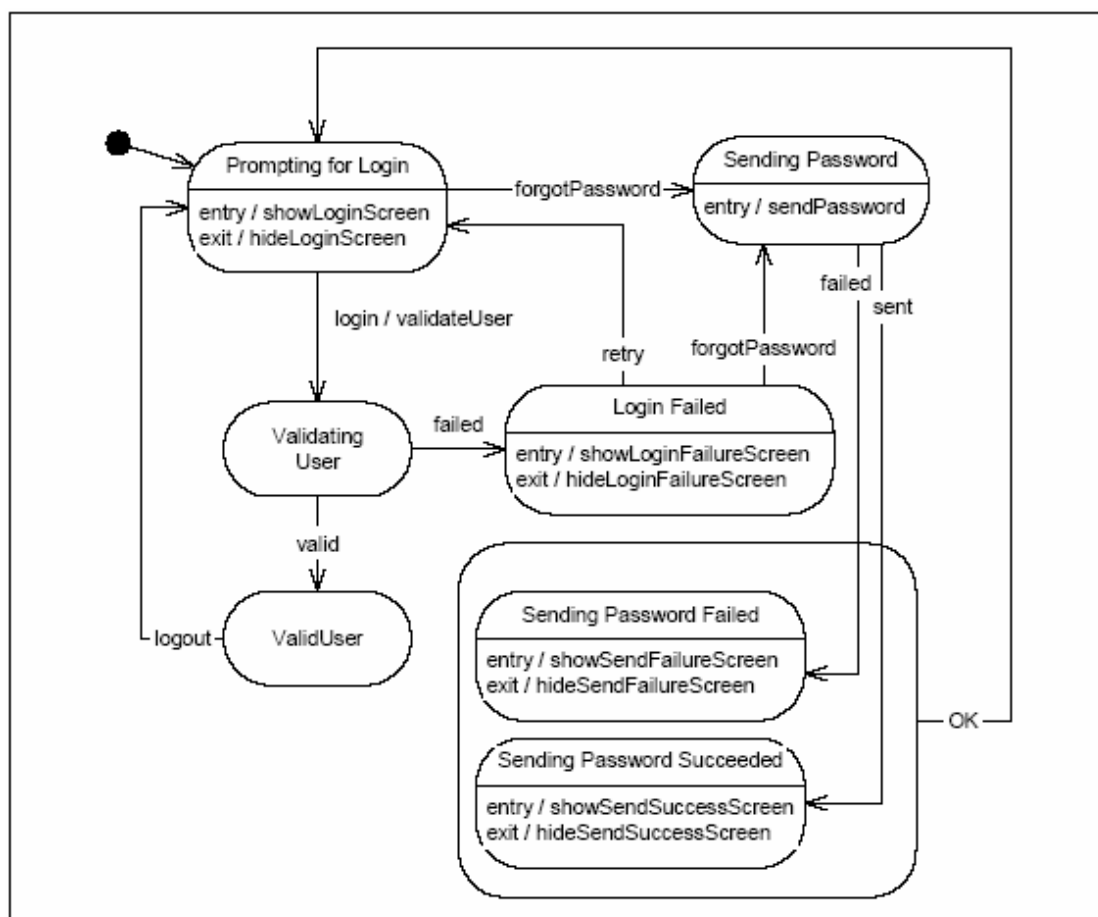 Prompting for Login
entry / showLoginScreen
exit / hideLoginScreen
forgotPassword
Sending Password
entry / sendPassword
failed
sent
login / validateUser
retry
forgotPassword
Validating
User
failed
Login Failed
entry / showLoginFailureScreen
exit / hideLoginFailureScreen
valid
ValidUser
logout
Sending Password Failed
entry / showSendFailureScreen
exit / hideSendFailureScreen
OK
Sending Password Succeeded
entry / showSendSuccessScreen
exit / hideSendSuccessScreen